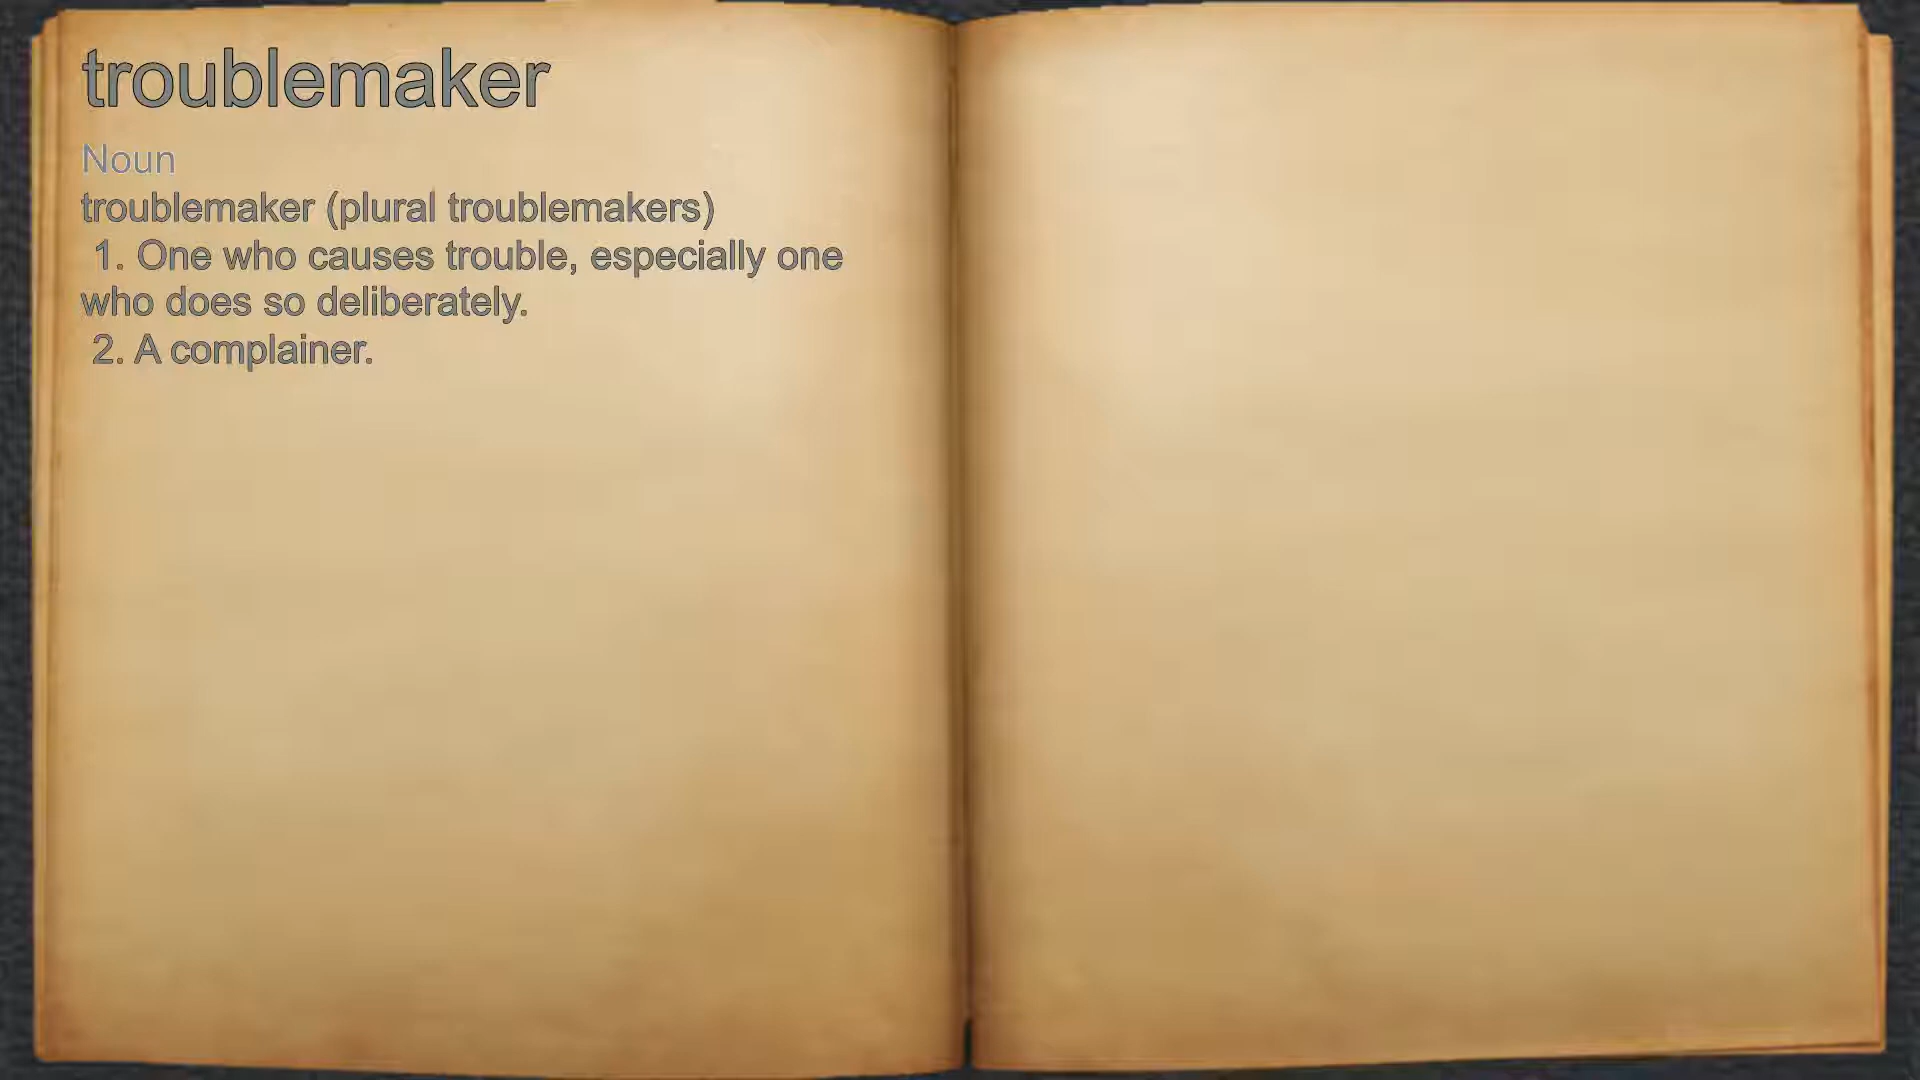 troublemaker
Noun
troublemaker (plural troublemakers)
1. One who causes trouble, especially one
who does so deliberately.
2. A complainer.